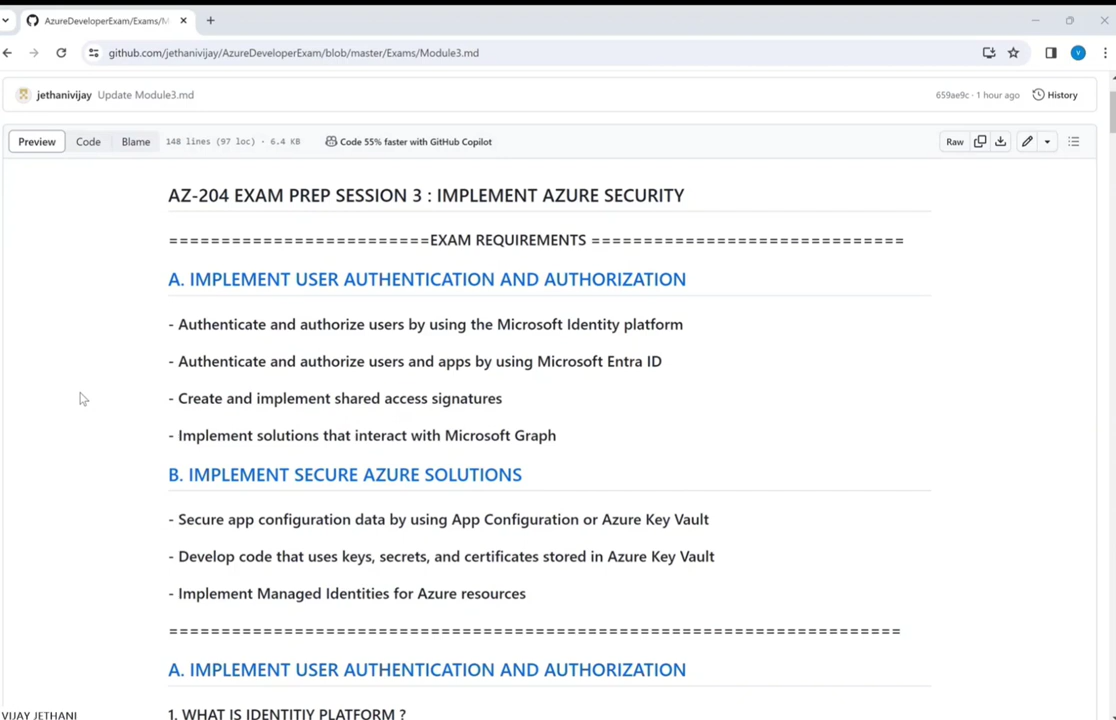 AzureDeveloperExam/Exams/M
github.com/jethanivijay/AzureDeveloperExam/blob/master/Exams/Module3.md
V
jethanivijay Update Module3.md
659ae9c · 1 hour ago
History
Preview
Code
Blame
148 lines (97 loc) · 6.4 KB
Code 55% faster with GitHub Copilot
Raw
AZ-204 EXAM PREP SESSION 3 : IMPLEMENT AZURE SECURITY
=========================EXAM REQUIREMENTS ==============================
A. IMPLEMENT USER AUTHENTICATION AND AUTHORIZATION
- Authenticate and authorize users by using the Microsoft Identity platform
- Authenticate and authorize users and apps by using Microsoft Entra ID
- Create and implement shared access signatures
- Implement solutions that interact with Microsoft Graph
B. IMPLEMENT SECURE AZURE SOLUTIONS
- Secure app configuration data by using App Configuration or Azure Key Vault
- Develop code that uses keys, secrets, and certificates stored in Azure Key Vault
- Implement Managed Identities for Azure resources
======================================================================
A. IMPLEMENT USER AUTHENTICATION AND AUTHORIZATION
1. WHAT IS IDENTITIY PLATFORM ?
VIJAY JETHANI